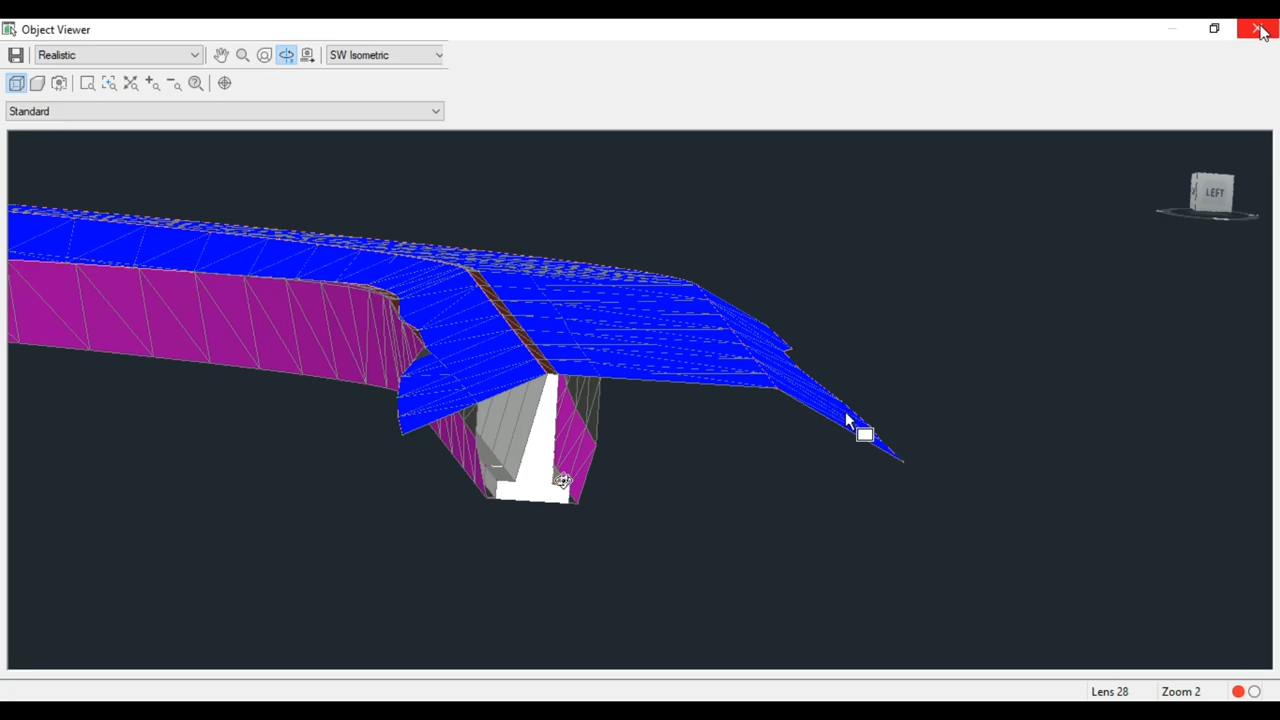 Object Viewer
Realistic
SW Isometric
Standard
LEFT
Lens 28
Zoom 2